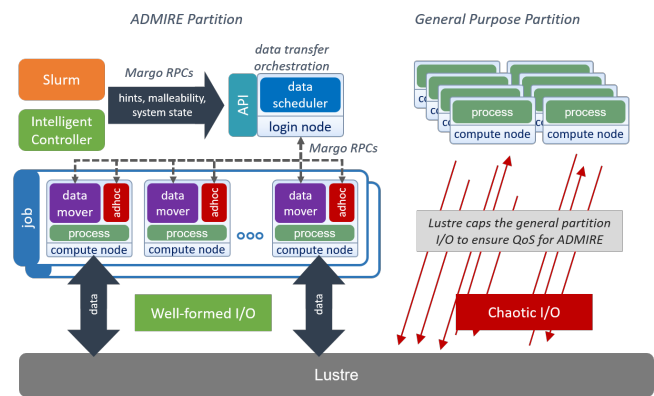 ADMIRE Partition
General Purpose Partition
Slurm
Intelligent
Controller
Margo RPCs
hints, malleability,
system state
data transfer
orchestration
API
data
scheduler
login node
Margo RPCs
job
data
mover
adhoc
process
compute node
data
mover
adhoc
process
compute node
ooo
data
mover
adhoc
process
compute node
data
Well-formed I/O
data
process
compute node
process
compute node
Lustre caps the general partition
I/O to ensure QoS for ADMIRE
Chaotic I/O
Lustre